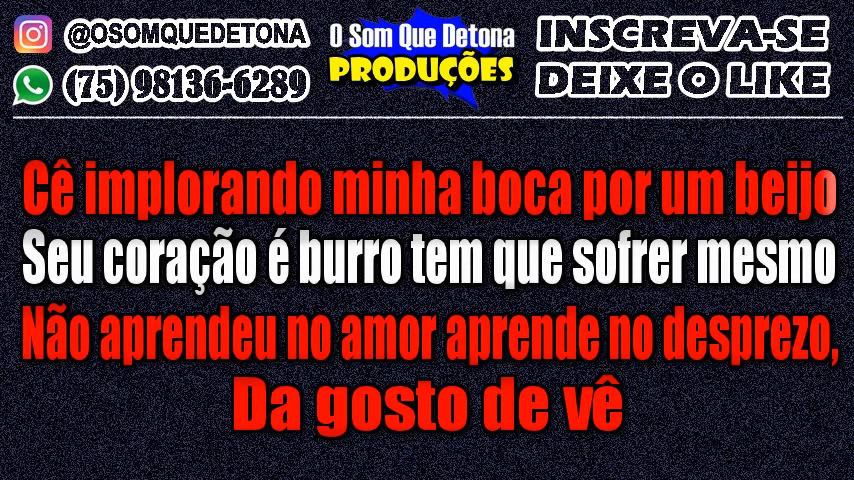 @OSOMQUEDETONA
(75) 98136-6289
O Som Que Detona
PRODUÇÕES
INSCREVA-SE
DEIXE O LIKE
Cê implorando minha boca por um beijo
Seu coração é burro tem que sofrer mesmo
Não aprendeu no amor aprende no desprezo,
Da gosto de vê